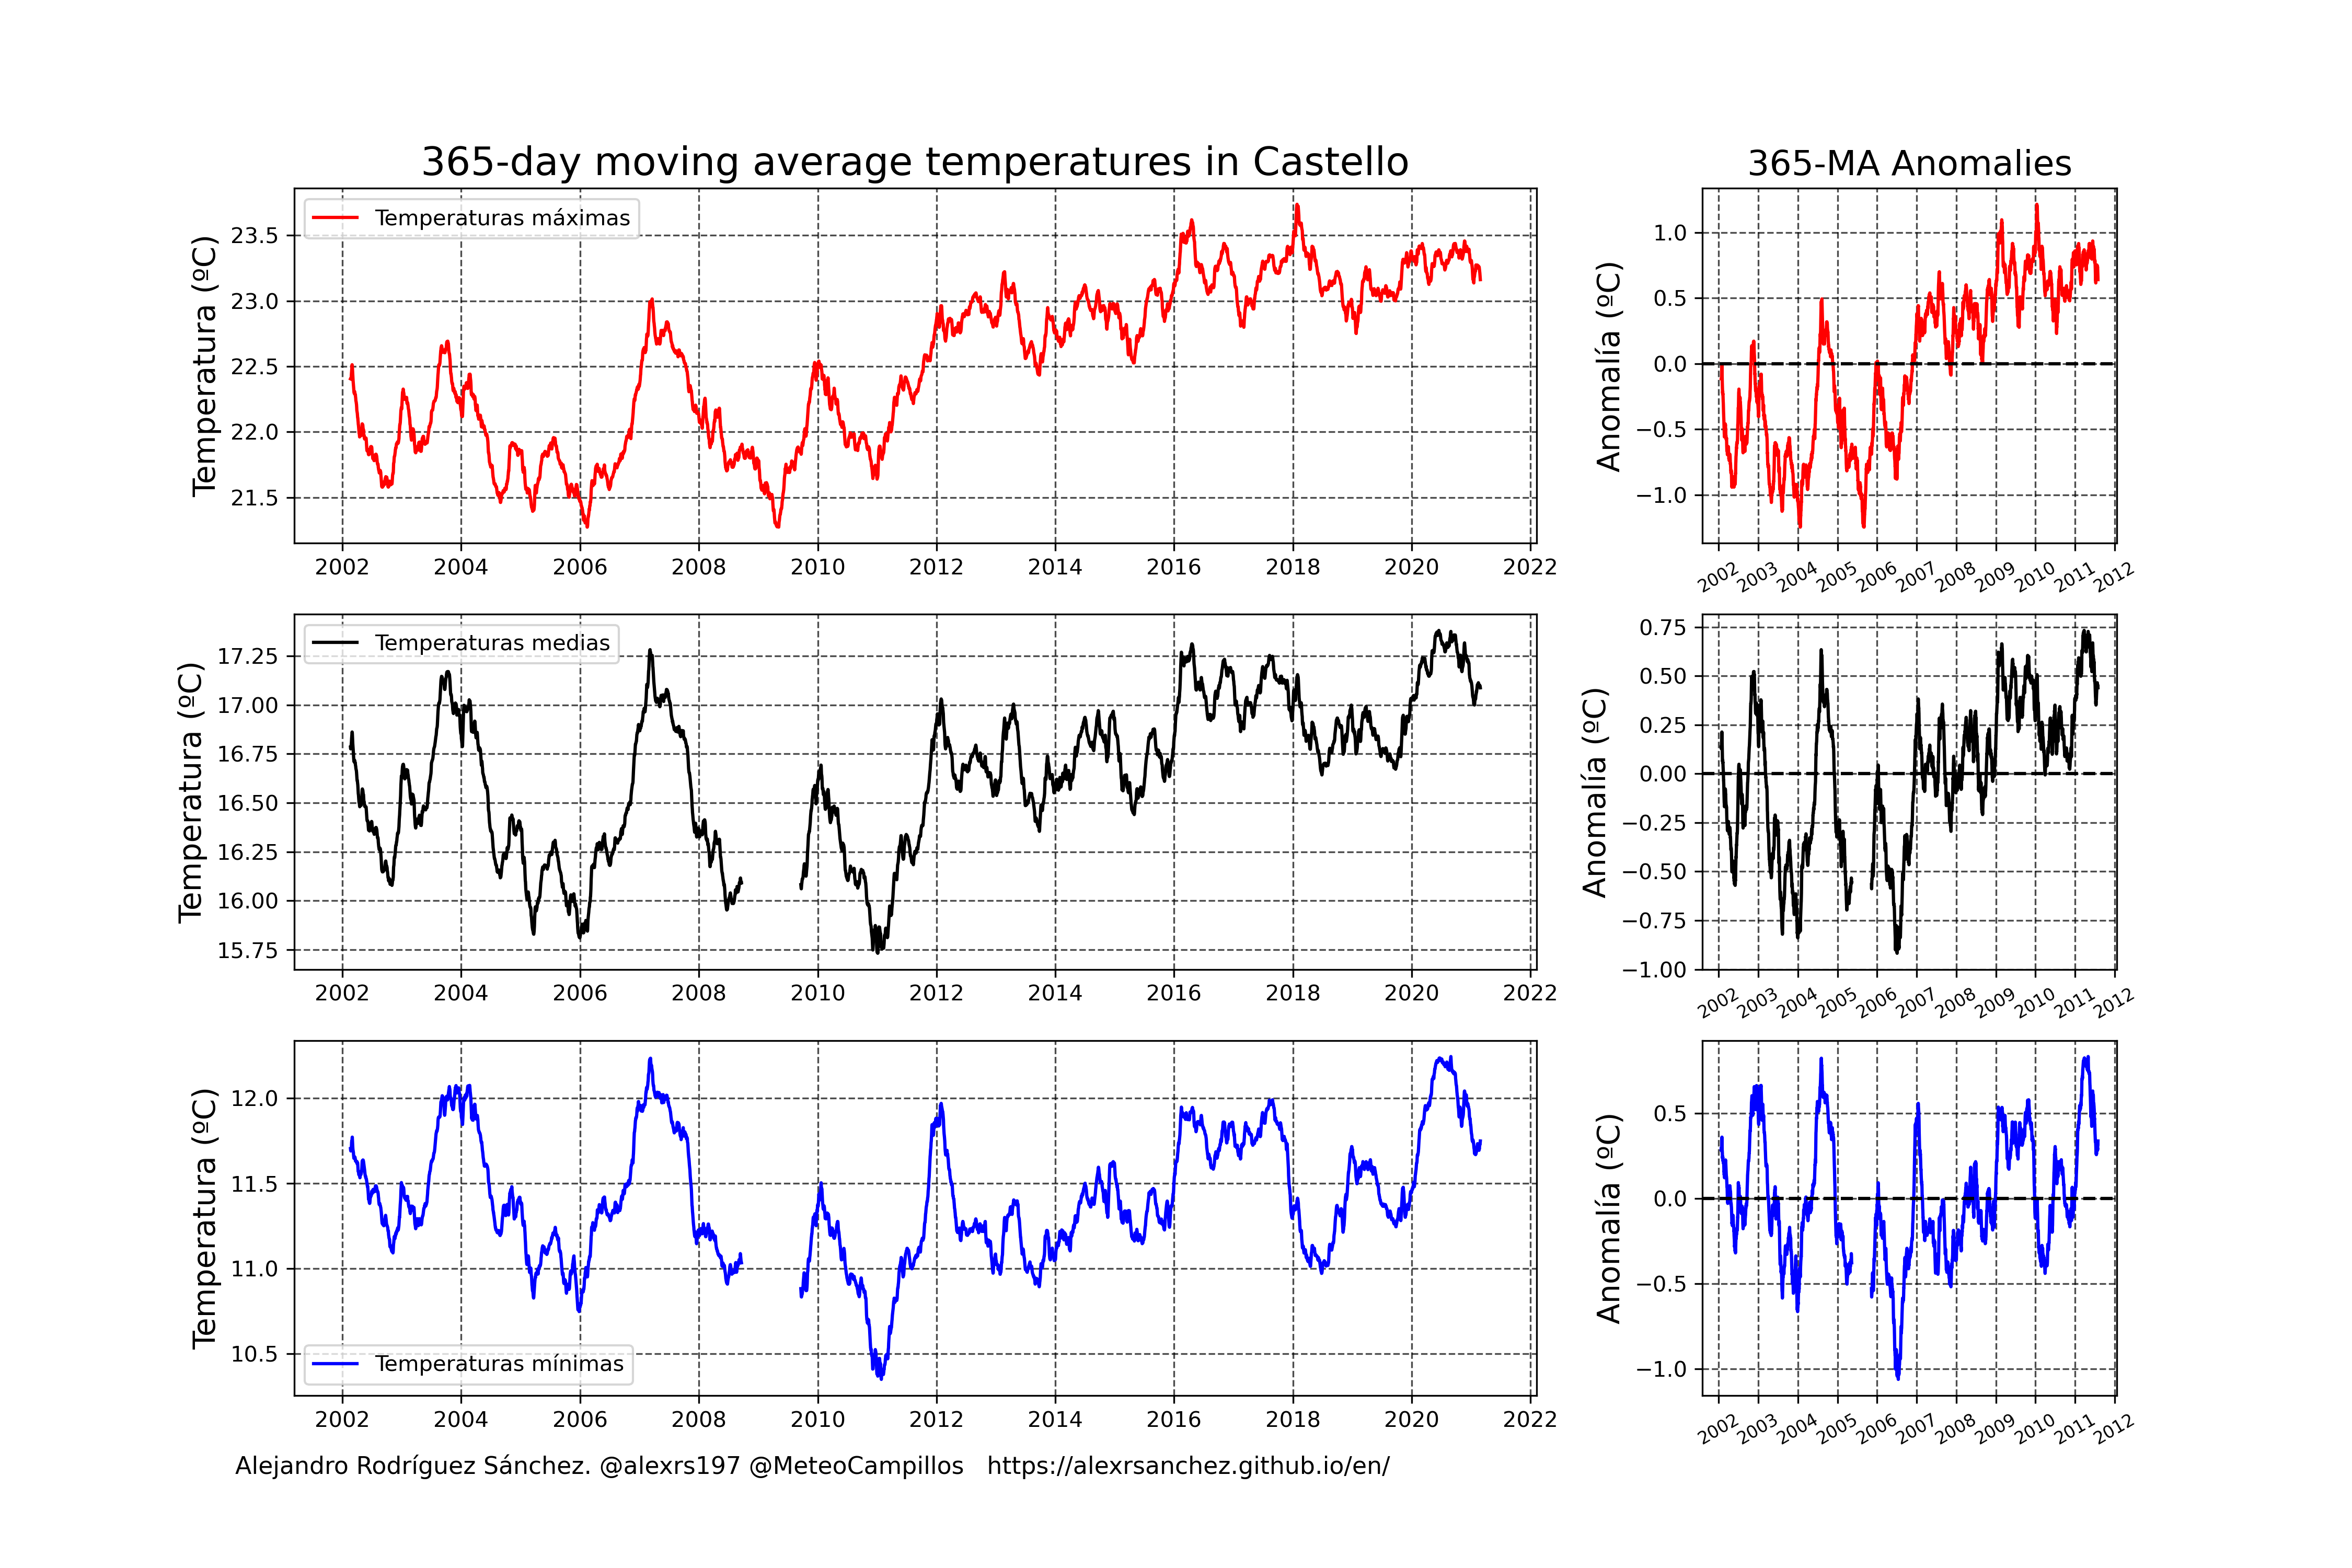 365-day moving average temperatures in Castello
365-MA Anomalies
Temperatura (ºC)
23.5
23.0
22.5
22.0
21.5
Temperaturas máximas
2002 2004 2006 2008 2010 2012 2014 2016 2018 2020 2022
Anomalía (ºC)
1.0
0.5
0.0
−0.5
−1.0
2002 2003 2004 2005 2006 2007 2008 2009 2010 2011 2012
Temperatura (ºC)
17.25
17.00
16.75
16.50
16.25
16.00
15.75
Temperaturas medias
2002 2004 2006 2008 2010 2012 2014 2016 2018 2020 2022
Anomalía (ºC)
0.75
0.50
0.25
0.00
−0.25
−0.50
−0.75
−1.00
2002 2003 2004 2005 2006 2007 2008 2009 2010 2011 2012
Temperatura (ºC)
12.0
11.5
11.0
10.5
Temperaturas mínimas
2002 2004 2006 2008 2010 2012 2014 2016 2018 2020 2022
Anomalía (ºC)
0.5
0.0
−0.5
−1.0
2002 2003 2004 2005 2006 2007 2008 2009 2010 2011 2012
Alejandro Rodríguez Sánchez. @alexrs197 @MeteoCampillos https://alexrsanchez.github.io/en/